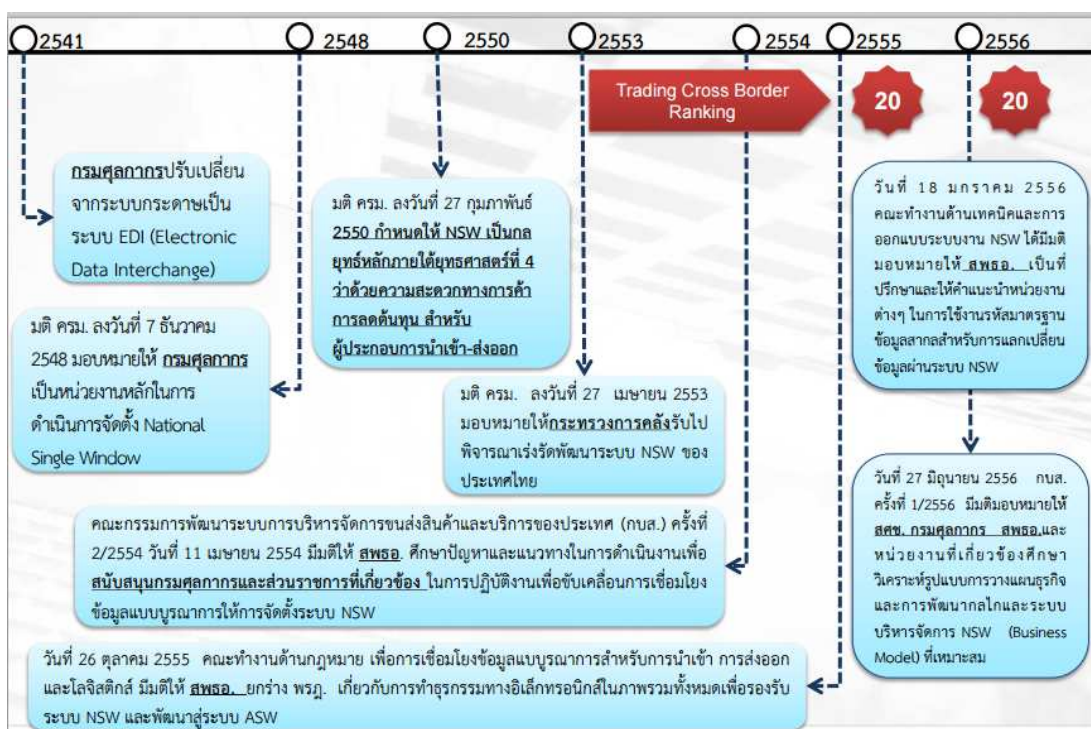 2541
2548
2550
2553
2554
2555
2556
Trading Cross Border
Ranking
20
20
กรมศุลกากรปรับเปลี่ยน
จากระบบกระดาษเป็น
ระบบ EDI (Electronic
Data Interchange)
มติ ครม. ลงวันที่ 7 ธันวาคม
2548 มอบหมายให้ กรมศุลกากร
เป็นหน่วยงานหลักในการ
ดำเนินการจัดตั้ง National
Single Window
มติ ครม. ลงวันที่ 27 กุมภาพันธ์
2550 กำหนดให้ NSW เป็นกล
ยุทธ์หลักภายใต้ยุทธศาสตร์ที่ 4
ว่าด้วยความสะดวกทางการค้า
การลดต้นทุน สำหรับ
ผู้ประกอบการนำเข้า-ส่งออก
มติ ครม. ลงวันที่ 27 เมษายน 2553
มอบหมายให้กระทรวงการคลังรับไป
พิจารณาเร่งรัดพัฒนาระบบ NSW ของ
ประเทศไทย
คณะกรรมการพัฒนาระบบการบริหารจัดการขนส่งสินค้าและบริการของประเทศ (กบส.) ครั้งที่
2/2554 วันที่ 11 เมษายน 2554 มีมติให้ สพธอ. ศึกษาปัญหาและแนวทางในการดำเนินงานเพื่อ
สนับสนุนกรมศุลกากรและส่วนราชการที่เกี่ยวข้อง ในการปฏิบัติงานเพื่อขับเคลื่อนการเชื่อมโยง
ข้อมูลแบบบูรณาการให้การจัดตั้งระบบ NSW
วันที่ 26 ตุลาคม 2555 คณะทำงานด้านกฎหมาย เพื่อการเชื่อมโยงข้อมูลแบบูรณาการสำหรับการนำเข้า การส่งออก
และโลจิสติกส์ มีมติให้ สพธอ. ยกร่าง พรฎ. เกี่ยวกับการทำธุรกรรมทางอิเล็กทรอนิกส์ในภาพรวมทั้งหมดเพื่อรองรับ
ระบบ NSW และพัฒนาสู่ระบบ ASW
วันที่ 18 มกราคม 2556
คณะทำงานด้านเทคนิคและการ
ออกแบบระบบงาน NSW ได้มีมติ
มอบหมายให้ สพธอ. เป็นที่
ปรึกษาและให้คำแนะนำหน่วยงาน
ต่างๆ ในการใช้งานรหัสมาตรฐาน
ข้อมูลสากลสำหรับการแลกเปลี่ยน
ข้อมูลผ่านระบบ NSW
วันที่ 27 มิถุนายน 2556 กบส.
ครั้งที่ 1/2556 มีมติมอบหมายให้
สศช. กรมศุลกากร สพธอ.และ
หน่วยงานที่เกี่ยวข้องศึกษา
วิเคราะห์รูปแบบการวางแผนธุรกิจ
และการพัฒนากลไกและระบบ
บริหารจัดการ NSW (Business
Model) ที่เหมาะสม